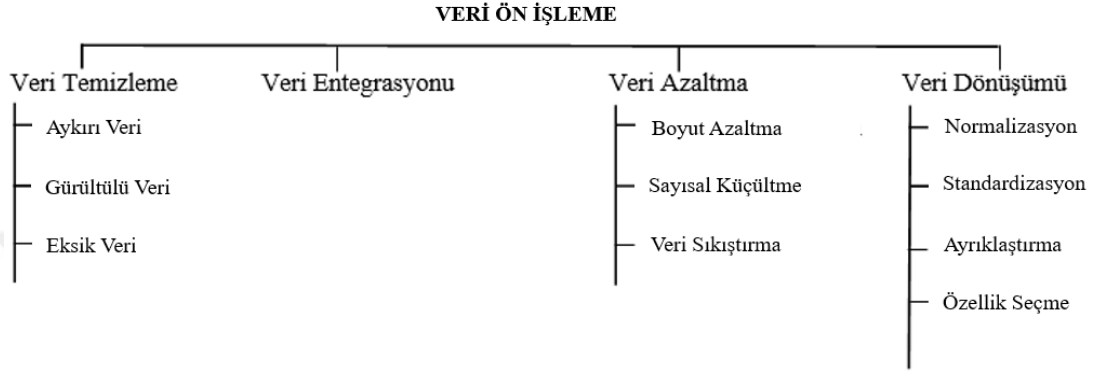 VERİ ÖN İŞLEME
Veri Temizleme
Aykırı Veri
Gürültülü Veri
Eksik Veri
Veri Entegrasyonu
Veri Azaltma
Boyut Azaltma
Sayısal Küçültme
Veri Sıkıştırma
Veri Dönüşümü
Normalizasyon
Standardizasyon
Ayrıklaştırma
Özellik Seçme